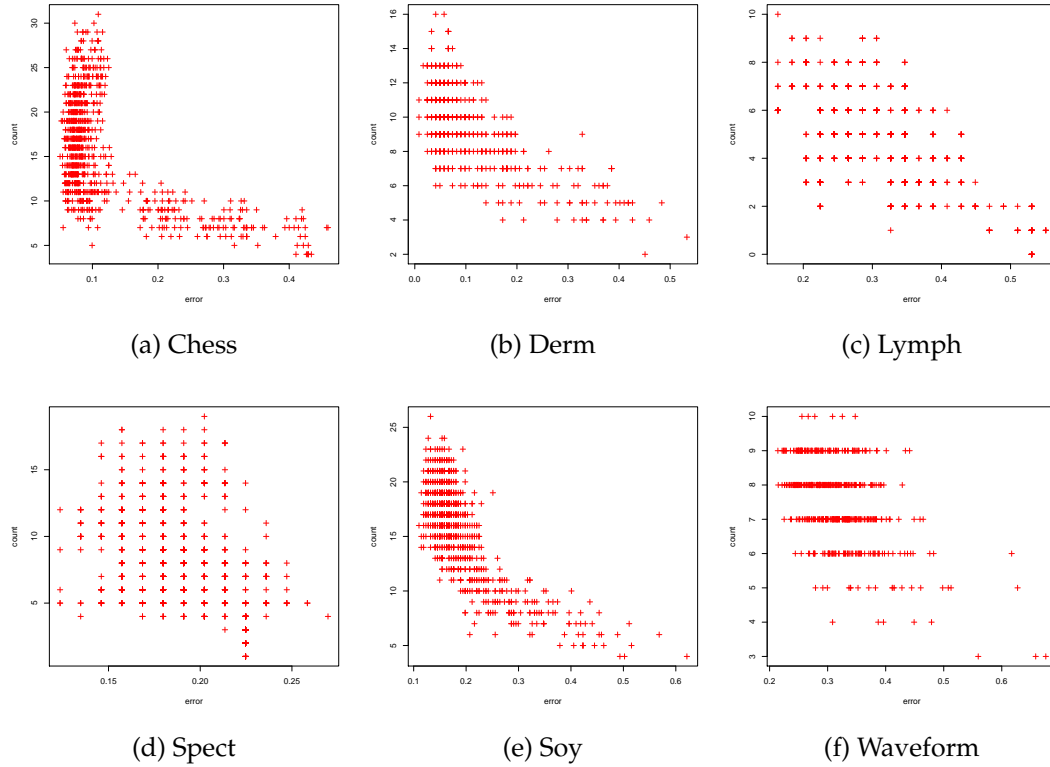 30
25
20
15
10
5
count
0.1 0.2 0.3 0.4
error
(a) Chess
16
14
12
10
8
6
4
2
count
0.0 0.1 0.2 0.3 0.4 0.5
error
(b) Derm
10
8
6
4
2
0
count
0.2 0.3 0.4 0.5
error
(c) Lymph
15
10
5
count
0.15 0.20 0.25
error
(d) Spect
25
20
15
10
5
count
0.1 0.2 0.3 0.4 0.5 0.6
error
(e) Soy
10
9
8
7
6
5
4
3
count
0.2 0.3 0.4 0.5 0.6
error
(f) Waveform